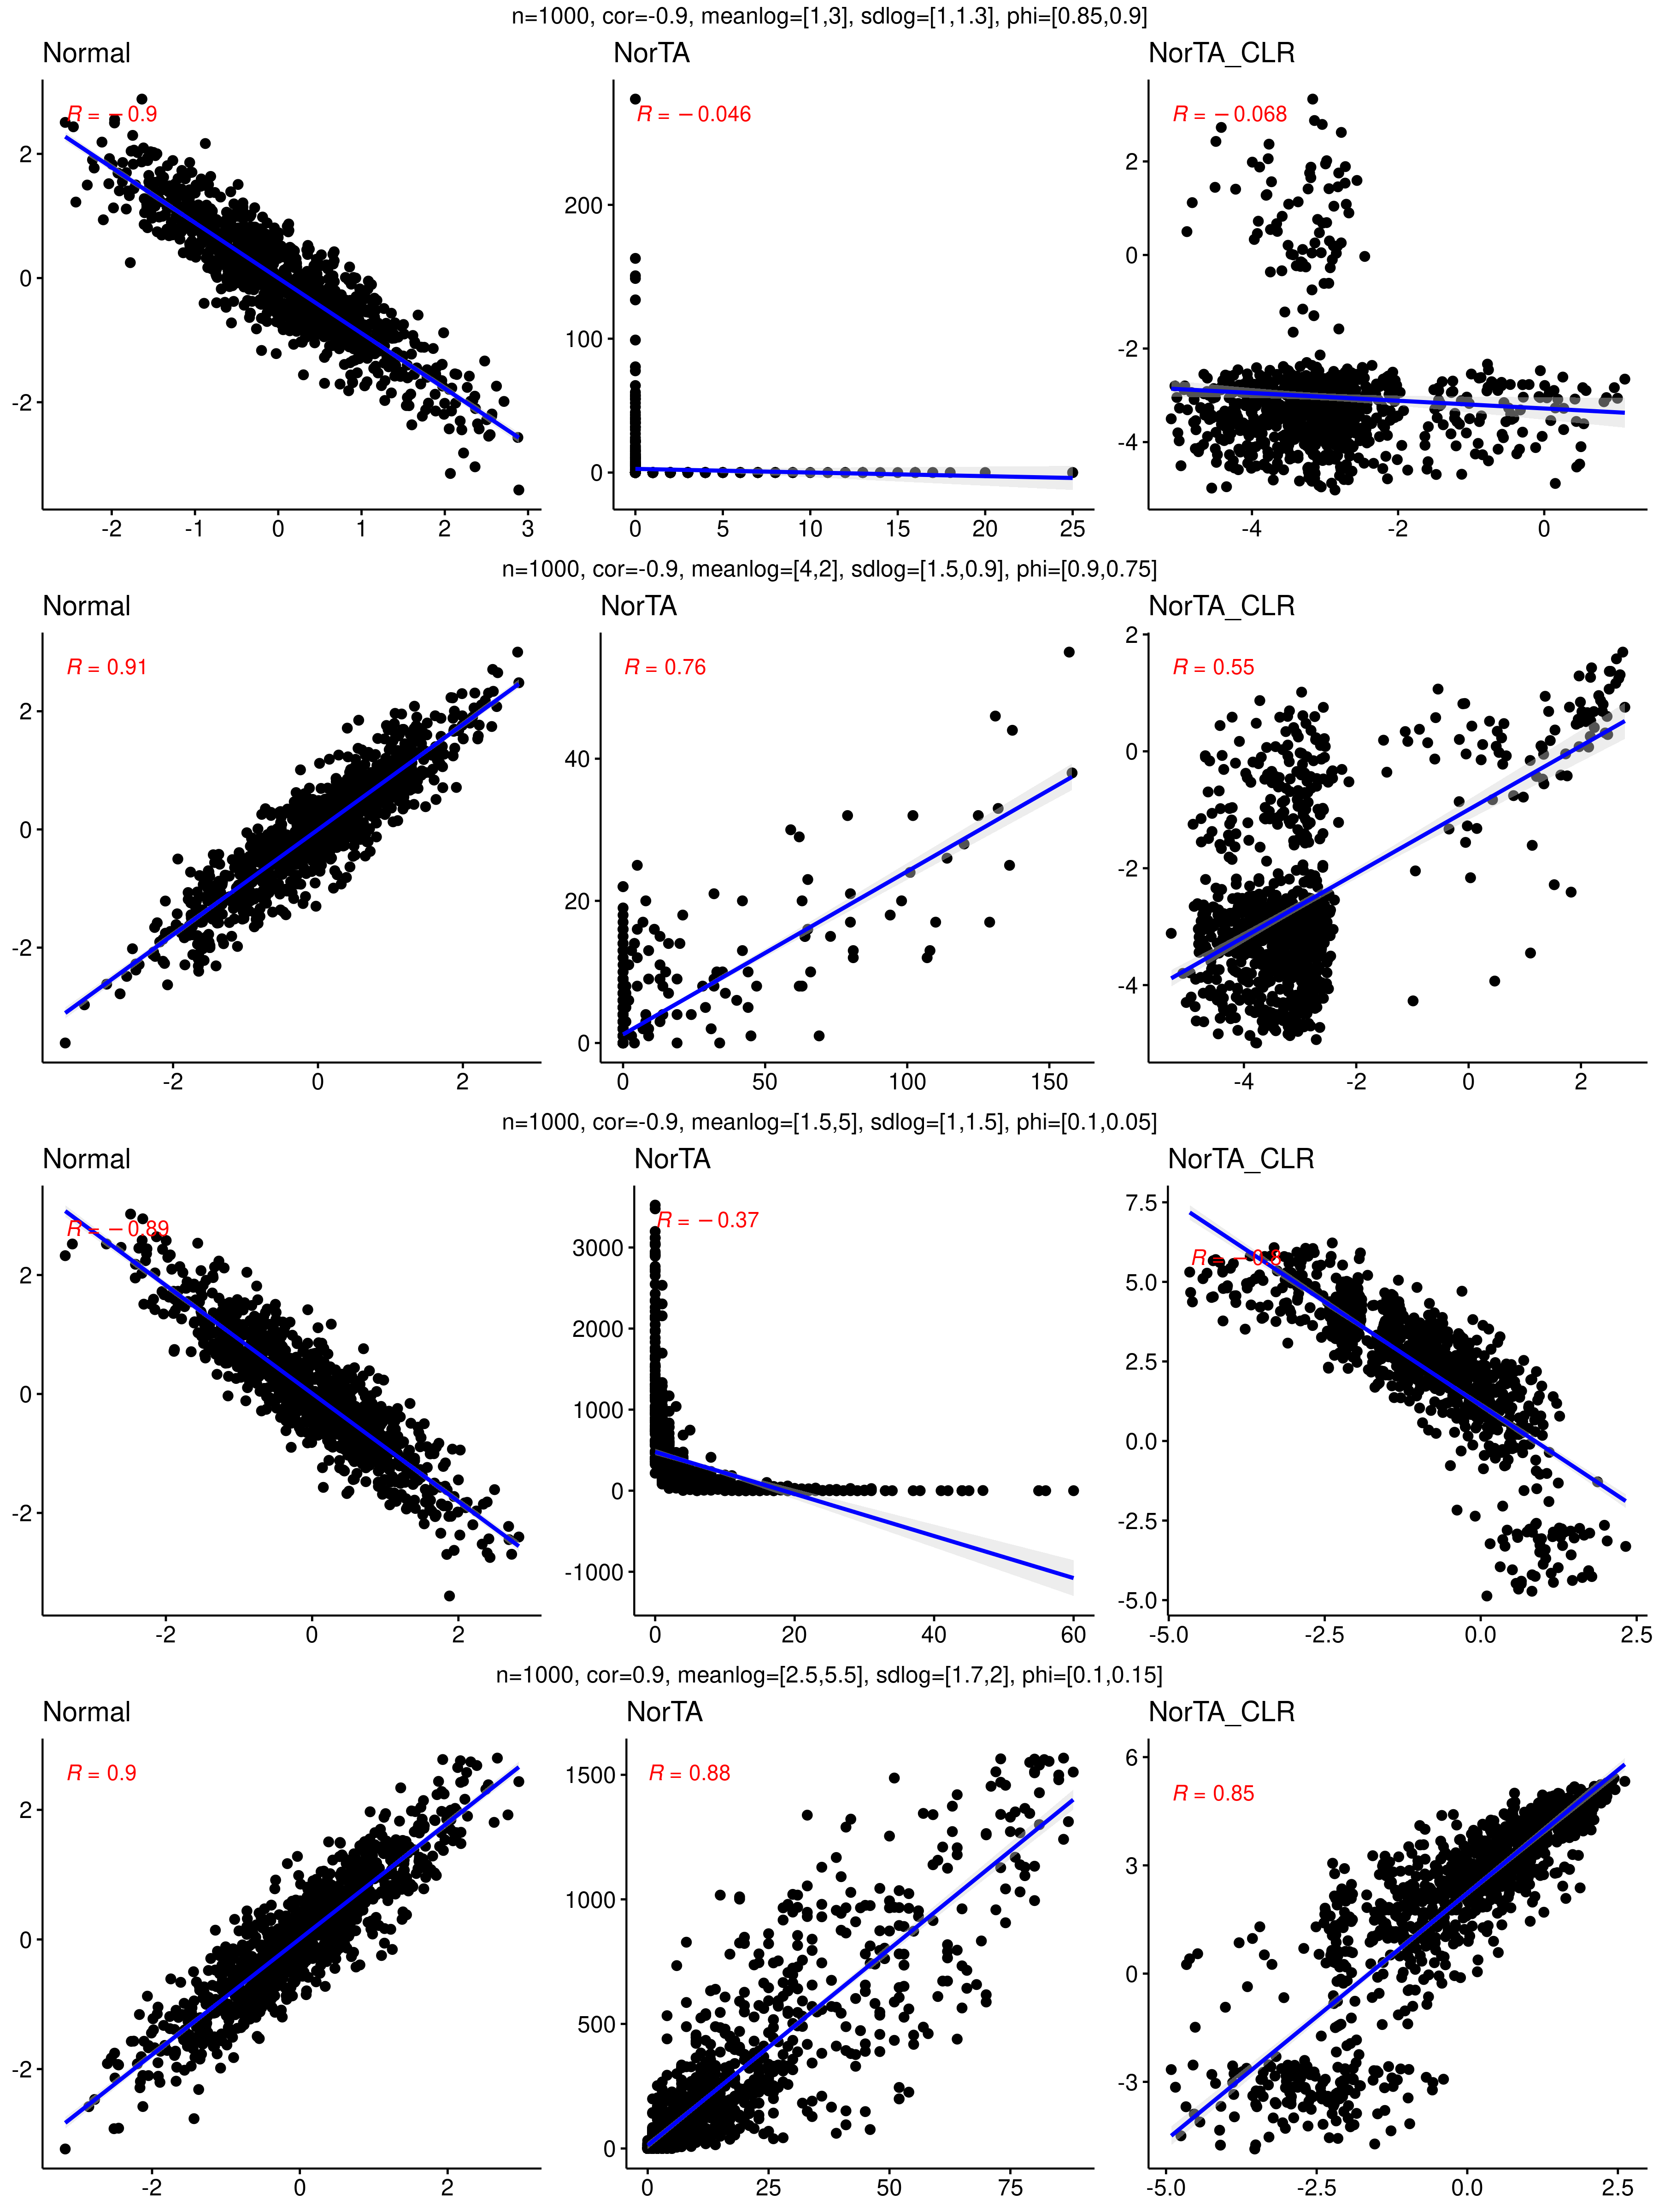 n=1000, cor=-0.9, meanlog=[1,3], sdlog=[1,1.3], phi=[0.85,0.9]
Normal NorTA NorTA_CLR
R = −0.9 R = −0.046 R = −0.068
2
0
-2
-2 -1 0 1 2 3
200
100
0
0 5 10 15 20 25
2
0
-2
-4
-4 -2 0
n=1000, cor=-0.9, meanlog=[4,2], sdlog=[1.5,0.9], phi=[0.9,0.75]
Normal NorTA NorTA_CLR
R = 0.91 R = 0.76 R = 0.55
2
0
-2
-2 0 2
40
20
0
0 50 100 150
2
0
-2
-4
-4 -2 0 2
n=1000, cor=-0.9, meanlog=[1.5,5], sdlog=[1,1.5], phi=[0.1,0.05]
Normal NorTA NorTA_CLR
R = −0.89 R = −0.37 R = −0.8
2
0
-2
-2 0 2
3000
2000
1000
0
-1000
0 20 40 60
7.5
5.0
2.5
0.0
-2.5
-5.0
-5.0 -2.5 0.0 2.5
n=1000, cor=0.9, meanlog=[2.5,5.5], sdlog=[1.7,2], phi=[0.1,0.15]
Normal NorTA NorTA_CLR
R = 0.9 R = 0.88 R = 0.85
2
0
-2
-2 0 2
1500
1000
500
0
0 25 50 75
6
3
0
-3
-5.0 -2.5 0.0 2.5